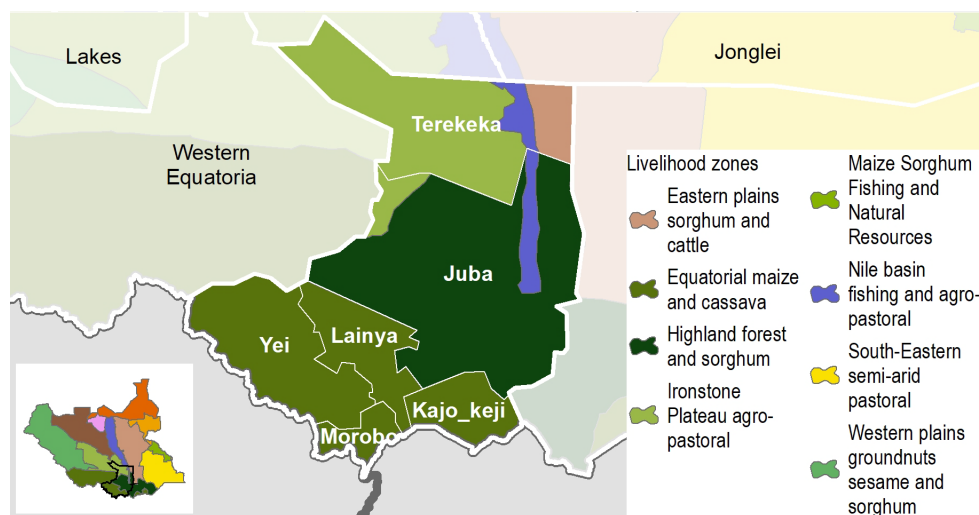 Lakes
Jonglei
Western
Equatoria
Terekeka
Juba
Lainya
Yei
Kajo_keji
Morobo
Livelihood zones
Eastern plains
sorghum and
cattle
Equatorial maize
and cassava
Highland forest
and sorghum
Ironstone
Plateau agro-
pastoral
Maize Sorghum
Fishing and
Natural
Resources
Nile basin
fishing and agro-
pastoral
South-Eastern
semi-arid
pastoral
Western plains
groundnuts
sesame and
sorghum